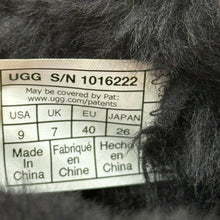 UGG S/N 1016222
May be covered by Pat:
www.ugg.com/patents
USA UK EU JAPAN
9 7 40 26
Made in China Fabriqué en Chine Hecho en China